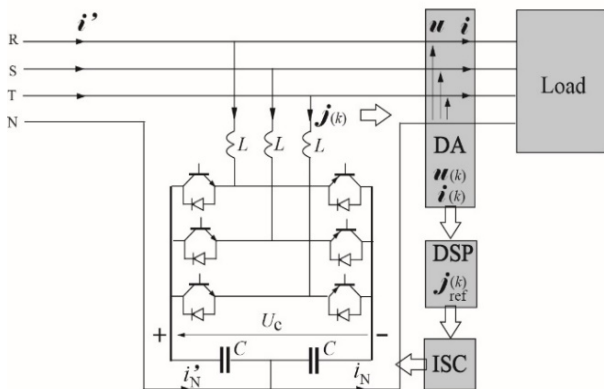 R
i'
u
i
S
T
N
j(k)
L
L
L
Load
DA
u(k)
i(k)
DSP
j(k)
ref
+
Uc
−
C
C
i'N
iN
ISC